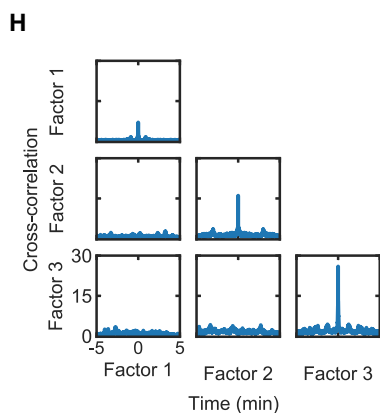 H
Cross-correlation
Factor 1
Factor 2
Factor 3
30
15
0
-5 0 5
Factor 1 Factor 2 Factor 3
Time (min)